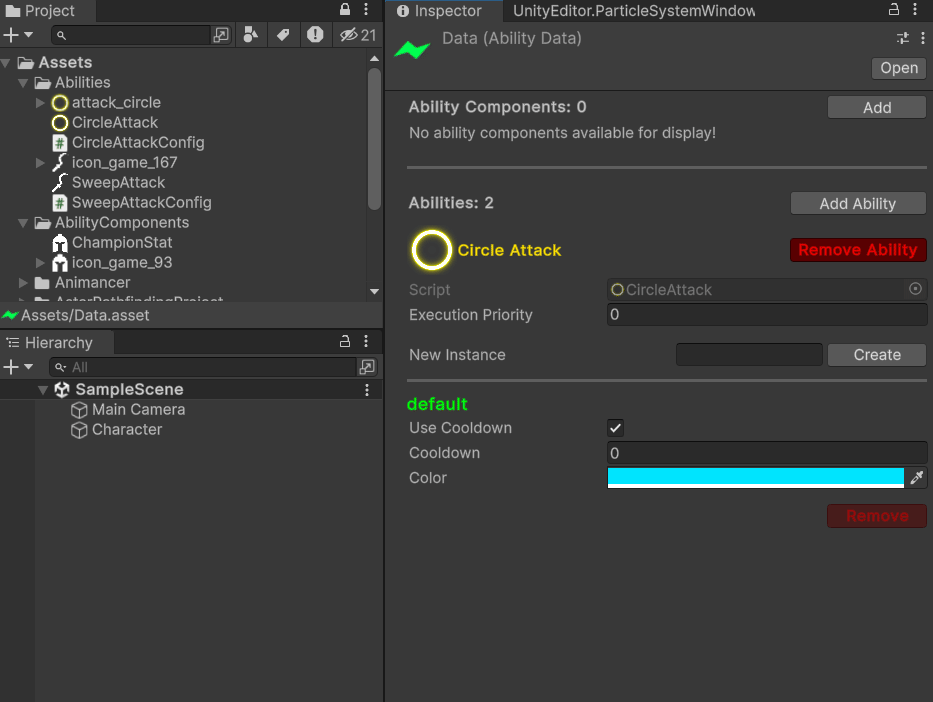 Project
21
Assets
Abilities
attack_circle
CircleAttack
# CircleAttackConfig
icon_game_167
SweepAttack
# SweepAttackConfig
AbilityComponents
ChampionStat
icon_game_93
Animancer
AstarPathfindingProject
Assets/Data.asset
Hierarchy
All
SampleScene
Main Camera
Character
Inspector
UnityEditor.ParticleSystemWindow
Data (Ability Data)
Open
Ability Components: 0
Add
No ability components available for display!
Abilities: 2
Add Ability
Circle Attack
Remove Ability
Script
CircleAttack
Execution Priority
0
New Instance
Create
default
Use Cooldown
Cooldown
0
Color
Remove